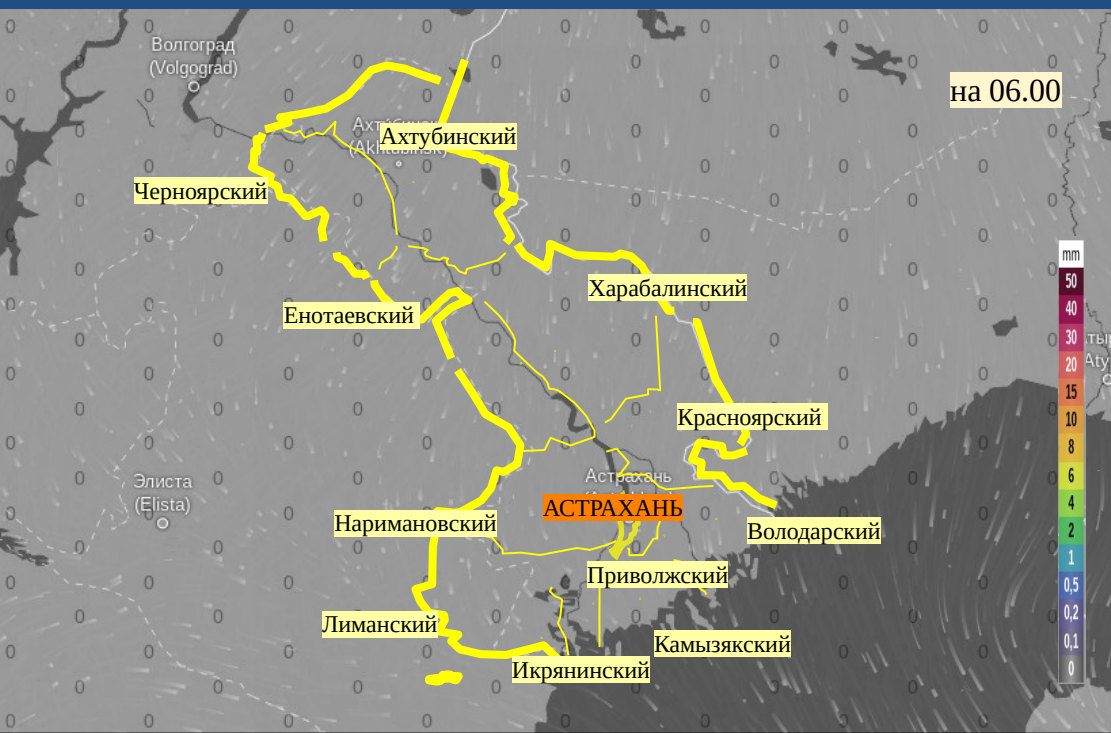 Волгоград
(Volgograd)
на 06.00
Ахтубинский
Черноярский
mm
50
40
30
20
15
10
8
6
4
2
1
0,5
0,2
0,1
0
Харабалинский
Енотаевский
Красноярский
Элиста
(Elista)
Астрахань
АСТРАХАНЬ
Наримановский
Володарский
Приволжский
Лиманский
Камызякский
Икрянинский